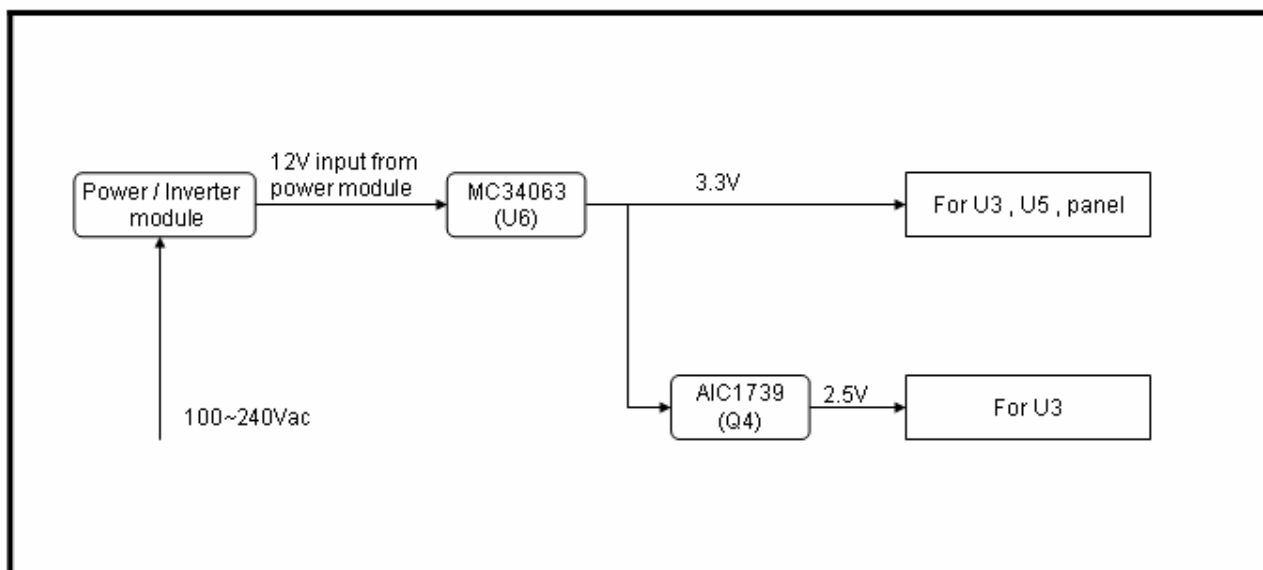 12V input from
power module
Power / Inverter
module
MC34063
(U6)
3.3V
For U3 , U5 , panel
100~240Vac
AIC1739
(Q4)
2.5V
For U3